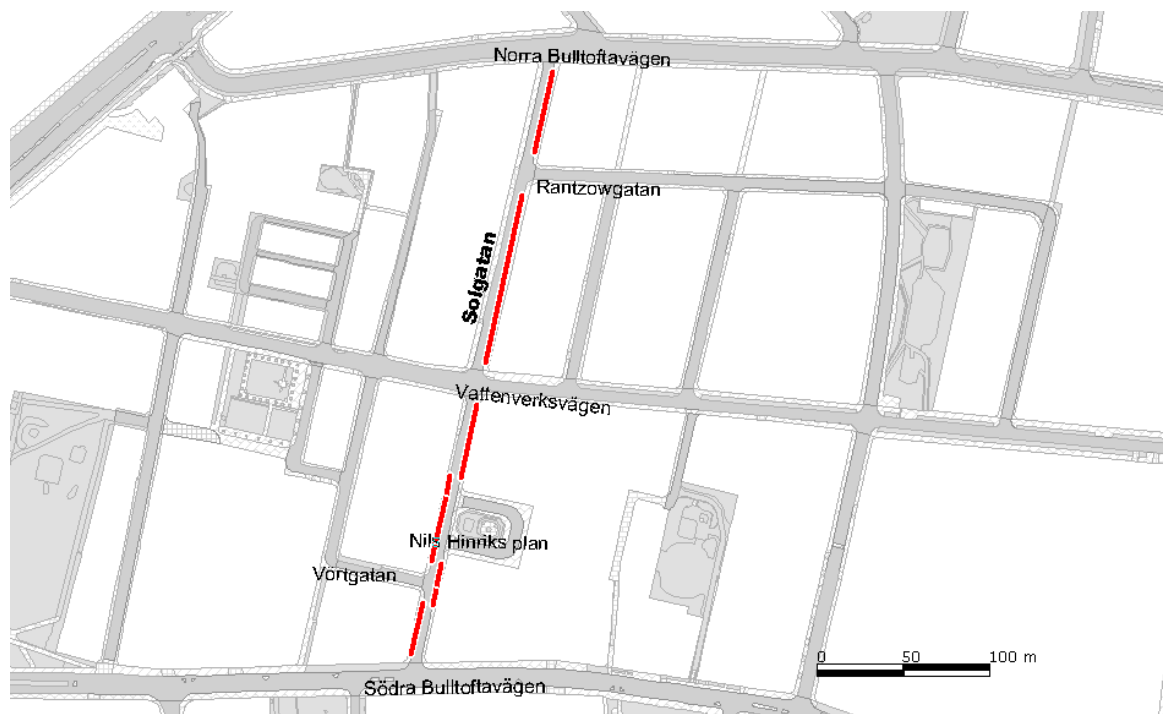 Norra Bulltoftavägen
Rantzowgatan
Solgatan
Vattenverksvägen
Nils Hinriks plan
Vörtgatan
0 50 100 m
Södra Bulltoftavägen